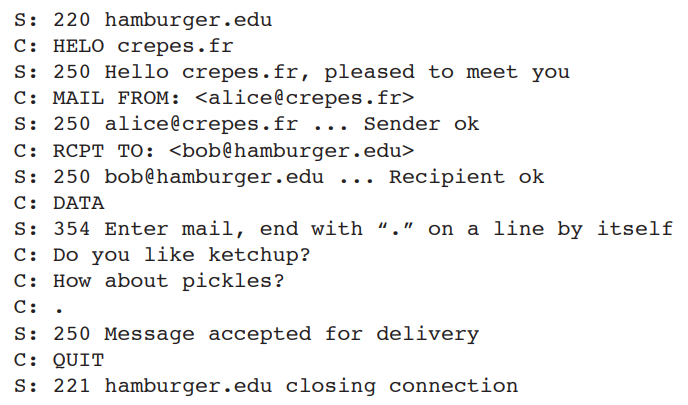 S: 220 hamburger.edu
C: HELO crepes.fr
S: 250 Hello crepes.fr, pleased to meet you
C: MAIL FROM: <alice@crepes.fr>
S: 250 alice@crepes.fr ... Sender ok
C: RCPT TO: <bob@hamburger.edu>
S: 250 bob@hamburger.edu ... Recipient ok
C: DATA
S: 354 Enter mail, end with “.” on a line by itself
C: Do you like ketchup?
C: How about pickles?
C: .
S: 250 Message accepted for delivery
C: QUIT
S: 221 hamburger.edu closing connection